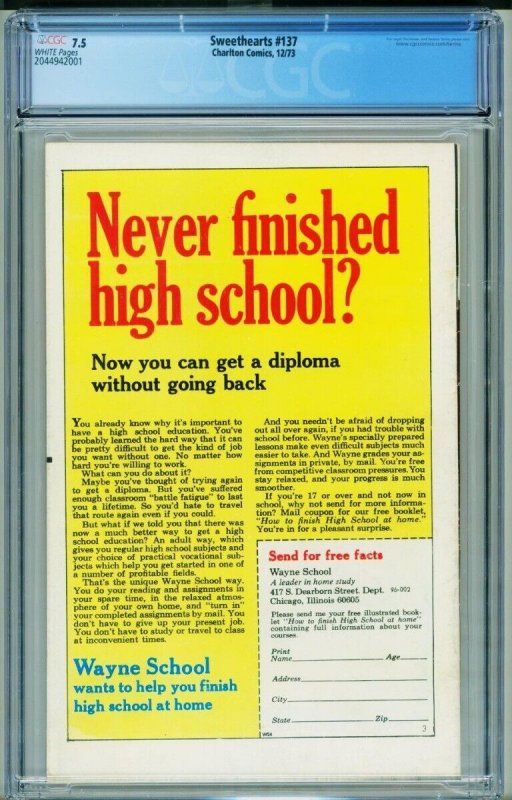 CGC 7.5
WHITE Pages
2044942001
Sweethearts #137
Charlton Comics, 12/73
www.cgccomics.com/terms
CGC
Never finished
high school?
Now you can get a diploma
without going back
You already know why it's important to
have a high school education. You've
probably learned the hard way that it can
be pretty difficult to get the kind of job
you want without one. No matter how
hard you're willing to work.
What can you do about it?
Maybe you've thought of trying again
to get a diploma. But you've suffered
enough classroom "battle fatigue" to last
you a lifetime. So you'd hate to travel
that route again even if you could.
But what if we told you that there was
now a much better way to get a high
school education? An adult way, which
gives you regular high school subjects and
your choice of practical vocational sub-
jects which help you get started in one of
a number of profitable fields.
That's the unique Wayne School way.
You do your reading and assignments in
your spare time, in the relaxed atmos-
phere of your own home, and "turn in"
your completed assignments by mail. You
don't have to give up your present job.
You don't have to study or travel to class
at inconvenient times.
Wayne School
wants to help you finish
high school at home
And you needn't be afraid of dropping
out all over again, if you had trouble with
school before. Wayne's specially prepared
lessons make even difficult subjects much
easier to take. And Wayne grades your as-
signments in private, by mail. You're free
from competitive classroom pressures. You
stay relaxed, and your progress is much
smoother.
If you're 17 or over and not now in
school, why not send for more informa-
tion? Mail coupon for our free booklet,
"How to finish High School at home."
You're in for a pleasant surprise.
Send for free facts
Wayne School
A leader in home study
417 S. Dearborn Street. Dept. 96-002
Chicago, Illinois 60605
Please send me your free illustrated book-
let "How to finish High School at home"
containing full information about your
courses.
Print
Name Age
Address
City
State Zip
3
W54